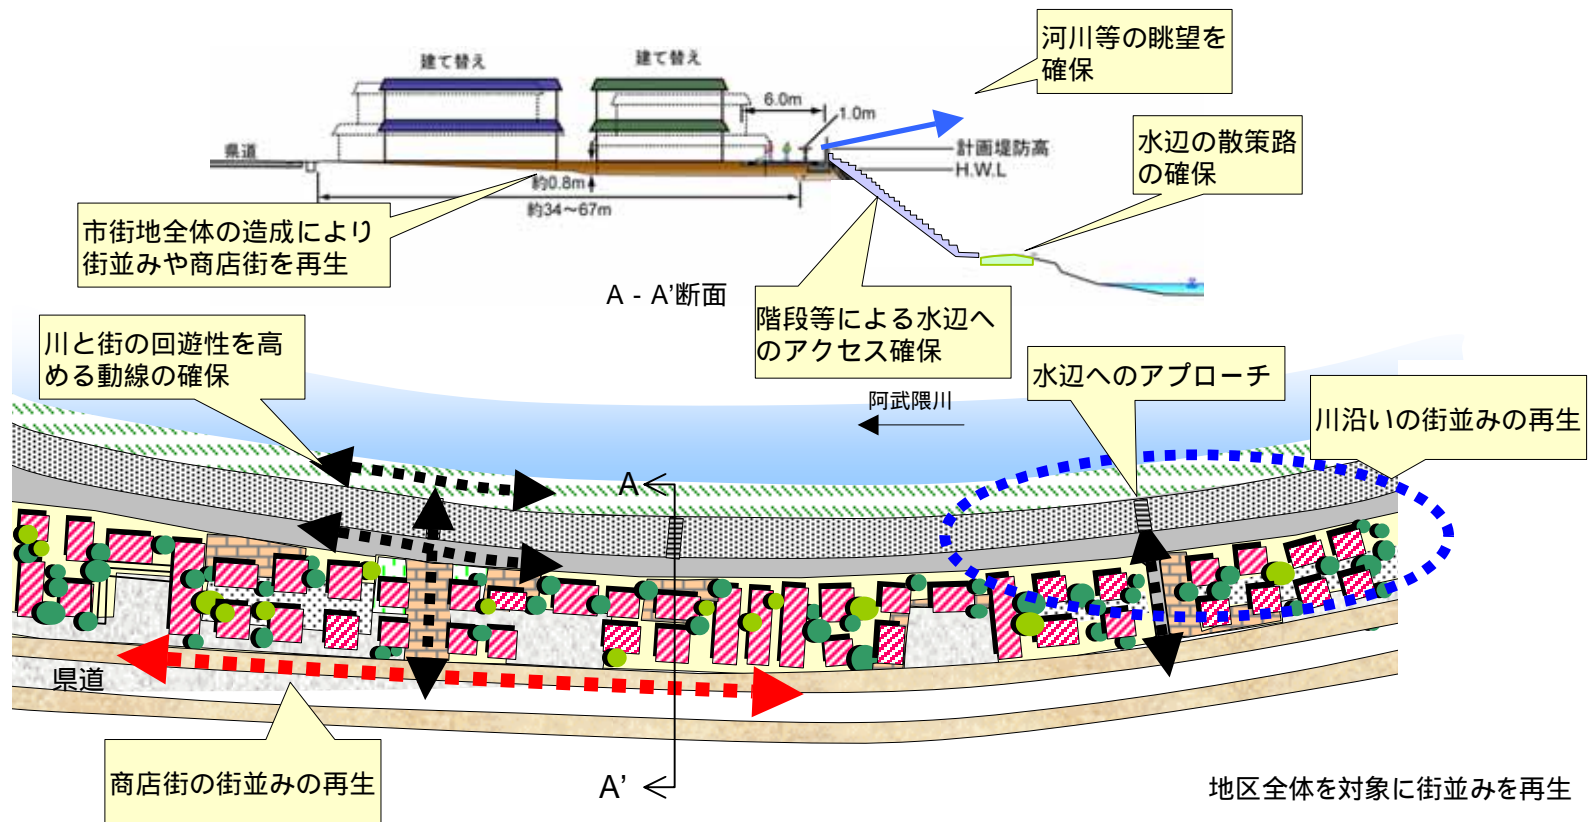 河川等の眺望を
確保
建て替え
建て替え
6.0m
1.0m
県道
計画堤防高
H.W.L
水辺の散策路
の確保
約0.8m
約34～67m
市街地全体の造成により
街並みや商店街を再生
A - A'断面
階段等による水辺へ
のアクセス確保
川と街の回遊性を高
める動線の確保
水辺へのアプローチ
阿武隈川
川沿いの街並みの再生
A
県道
商店街の街並みの再生
A'
地区全体を対象に街並みを再生